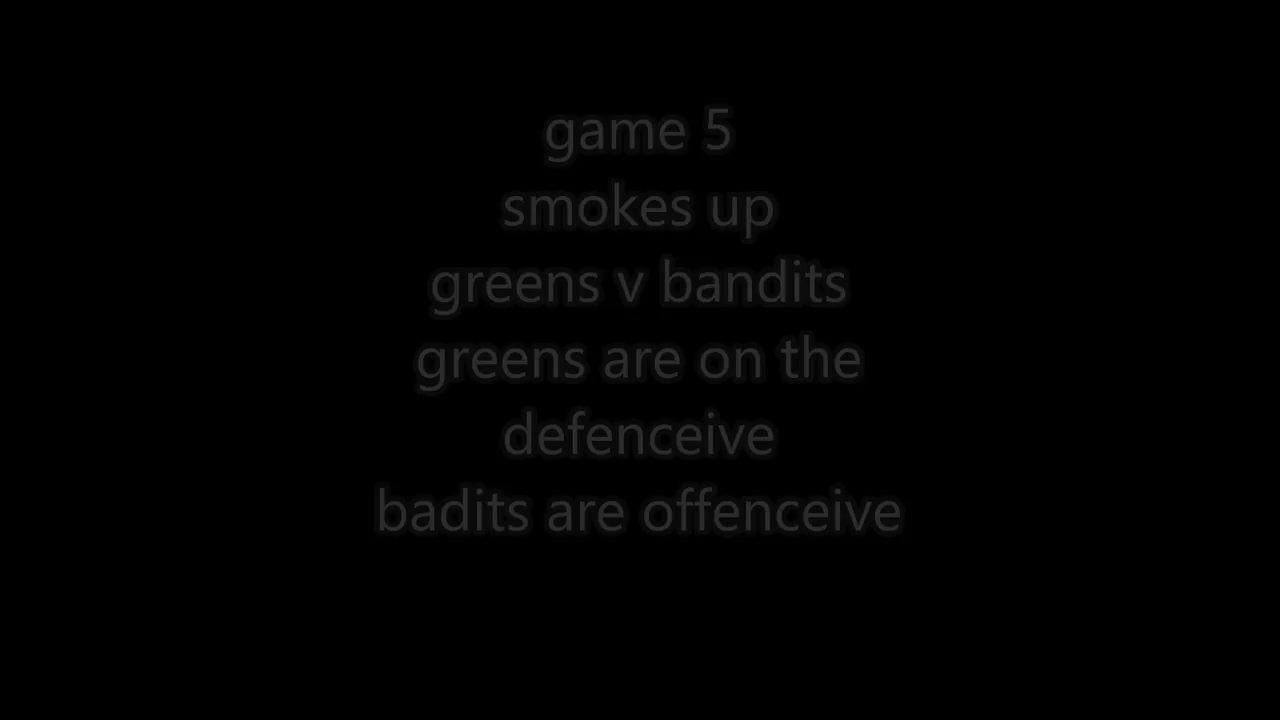 game 5
smokes up
greens v bandits
greens are on the
defenceive
badits are offenceive